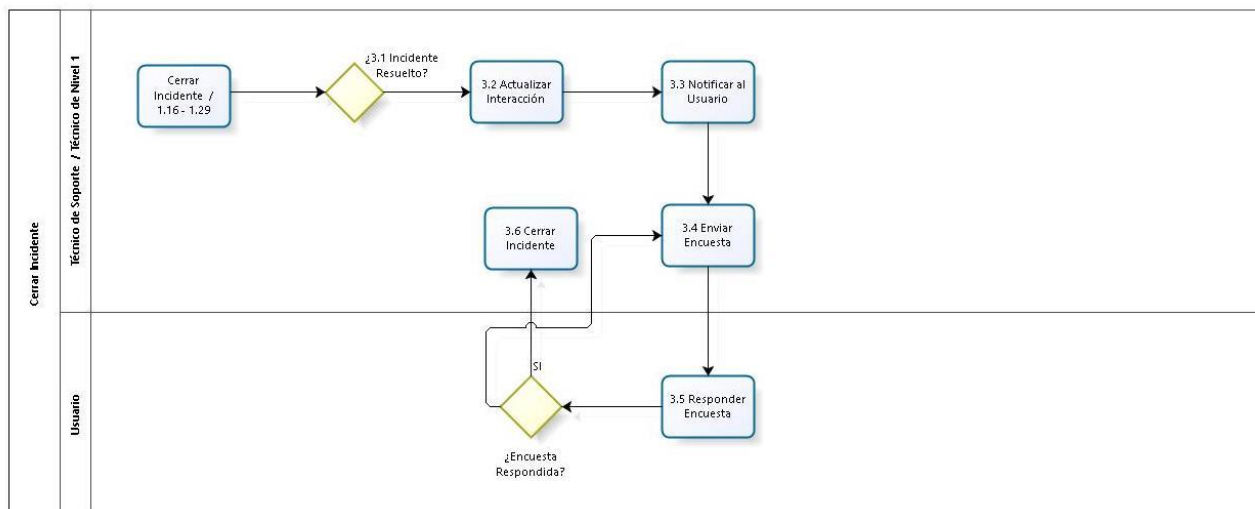 Cerrar Incidente
Técnico de Soporte / Técnico de Nivel 1
Cerrar
Incidente /
1.16 - 1.29
¿3.1 Incidente
Resuelto?
3.2 Actualizar
Interacción
3.3 Notificar al
Usuario
3.6 Cerrar
Incidente
3.4 Enviar
Encuesta
Usuario
SI
3.5 Responder
Encuesta
¿Encuesta
Respondida?